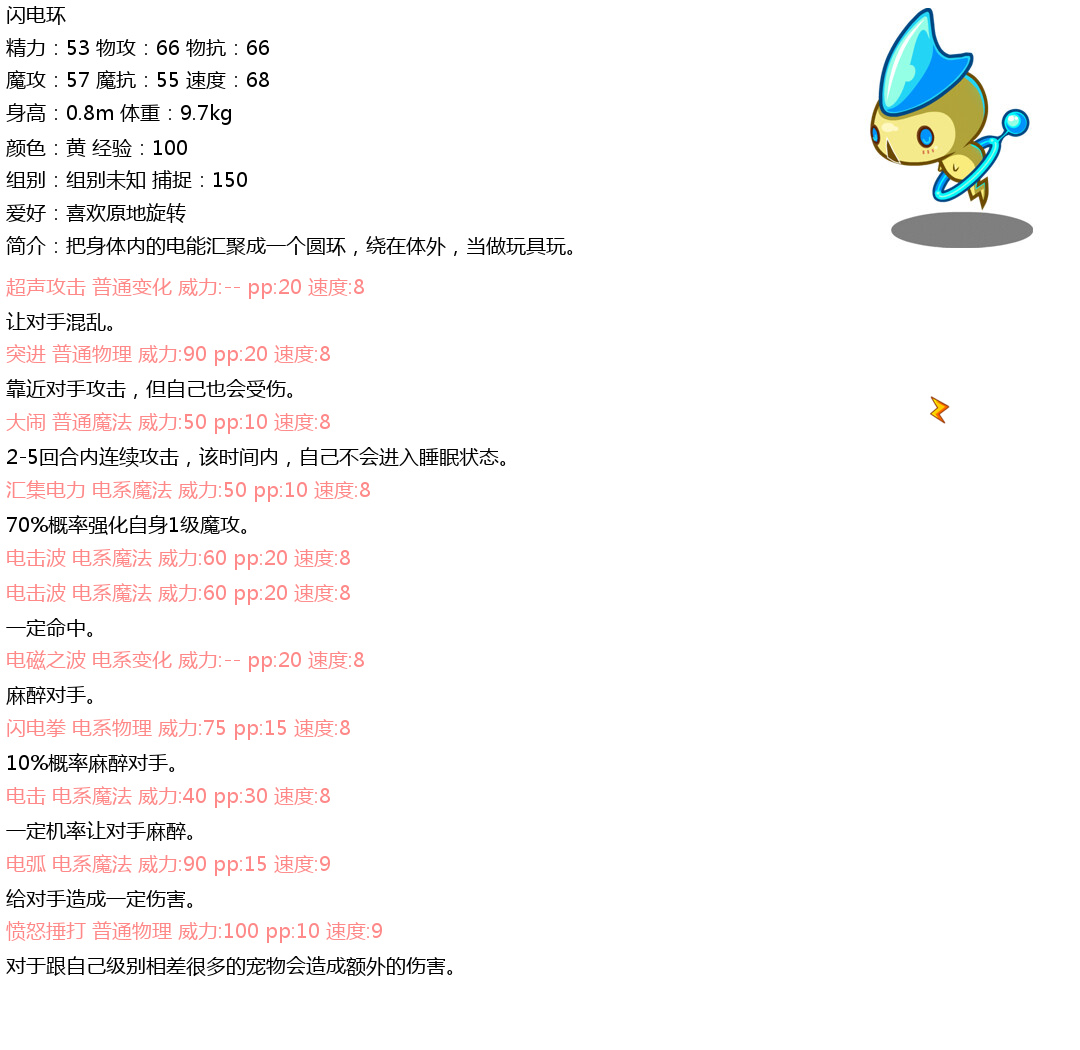 闪电环
精力：53 物攻：66 物抗：66
魔攻：57 魔抗：55 速度：68
身高：0.8m 体重：9.7kg
颜色：黄 经验：100
组别：组别未知 捕捉：150
爱好：喜欢原地旋转
简介：把身体内的电能汇聚成一个圆环，绕在体外，当做玩具玩。
超声攻击 普通变化 威力:-- pp:20 速度:8
让对手混乱。
突进 普通物理 威力:90 pp:20 速度:8
靠近对手攻击，但自己也会受伤。
大闹 普通魔法 威力:50 pp:10 速度:8
2-5回合内连续攻击，该时间内，自己不会进入睡眠状态。
汇集电力 电系魔法 威力:50 pp:10 速度:8
70%概率强化自身1级魔攻。
电击波 电系魔法 威力:60 pp:20 速度:8
电击波 电系魔法 威力:60 pp:20 速度:8
一定命中。
电磁之波 电系变化 威力:-- pp:20 速度:8
麻醉对手。
闪电拳 电系物理 威力:75 pp:15 速度:8
10%概率麻醉对手。
电击 电系魔法 威力:40 pp:30 速度:8
一定机率让对手麻醉。
电弧 电系魔法 威力:90 pp:15 速度:9
给对手造成一定伤害。
愤怒捶打 普通物理 威力:100 pp:10 速度:9
对于跟自己级别相差很多的宠物会造成额外的伤害。